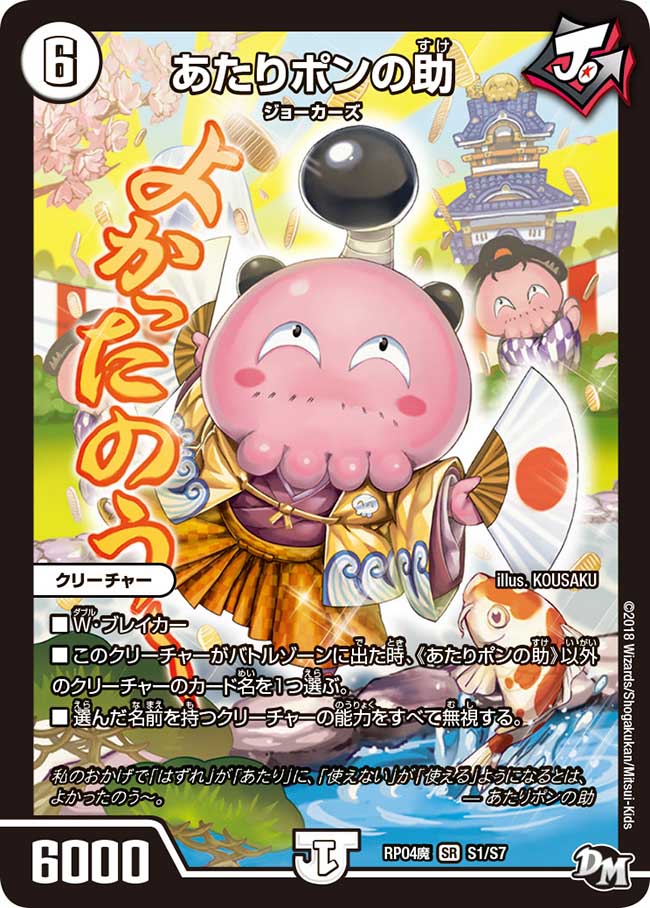 6
あたりポンの助
すけ
ジョーカーズ
J
よかったのう
クリーチャー
illus. KOUSAKU
■W・ブレイカー
ダブル
■このクリーチャーがバトルゾーンに出た時、《あたりポンの助》以外
のクリーチャーのカード名を1つ選ぶ。
■選んだ名前を持つクリーチャーの能力をすべて無視する。
私のおかげで「はずれ」が「あたり」に、「使えない」が「使える」ようになるとは、
よかったのう〜。 — あたりポンの助
©2018 Wizards/Shogakukan/Mitsui-Kids
6000
RP04魔 SR S1/S7
DM